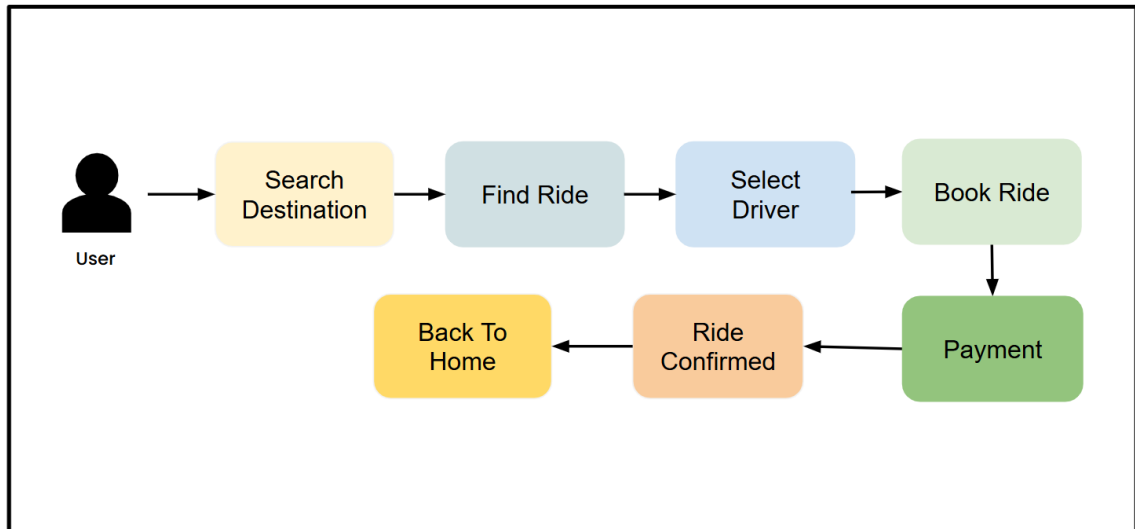 User
Search
Destination
Find Ride
Select
Driver
Book Ride
Payment
Ride
Confirmed
Back To
Home